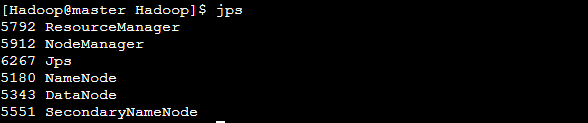 [Hadoop@master Hadoop]$ jps
5792 ResourceManager
5912 NodeManager
6267 Jps
5180 NameNode
5343 DataNode
5551 SecondaryNameNode